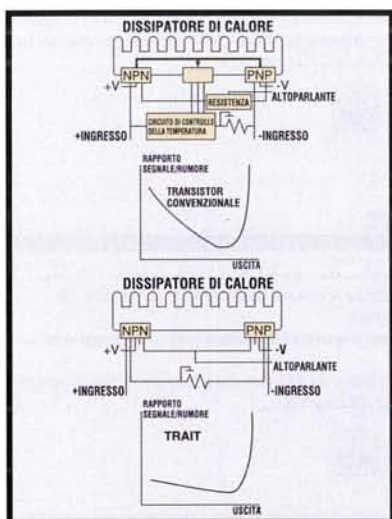 DISSIPATORE DI CALORE
NPN
PNP
+V
-V
RESISTENZA
ALTOPARLANTE
CIRCUITO DI CONTROLLO
DELLA TEMPERATURA
+INGRESSO
-INGRESSO
RAPPORTO
SEGNALE/RUMORE
TRANSISTOR
CONVENZIONALE
USCITA
DISSIPATORE DI CALORE
NPN
PNP
+V
-V
ALTOPARLANTE
+INGRESSO
-INGRESSO
RAPPORTO
SEGNALE/RUMORE
TRAIT
USCITA